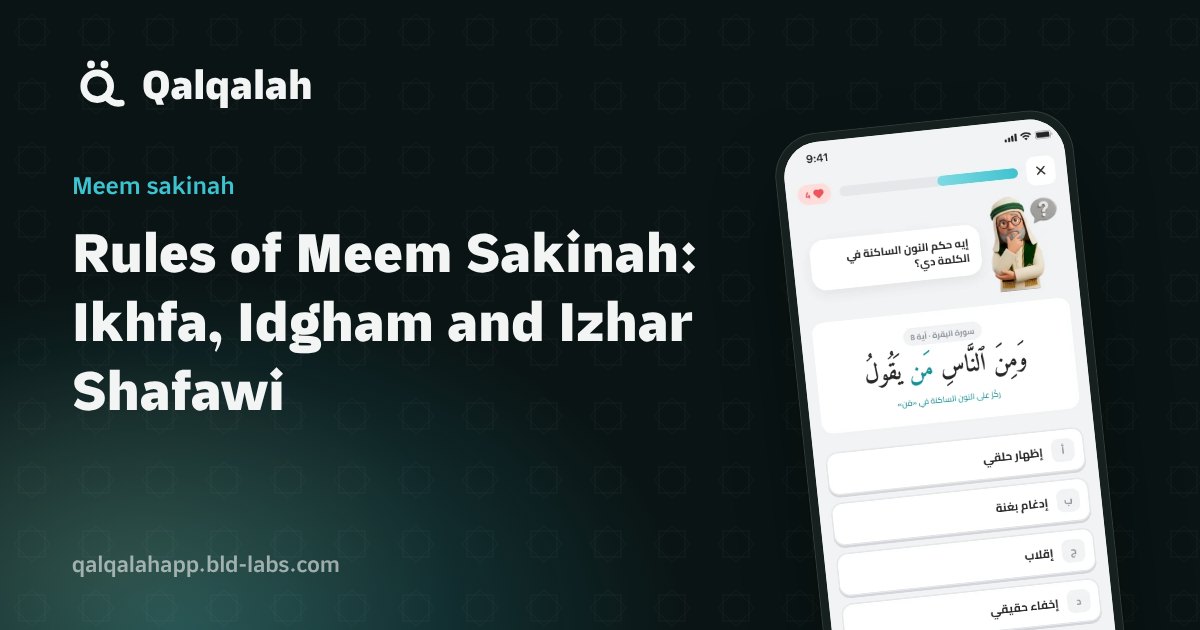 Qalqalah
Meem sakinah
Rules of Meem Sakinah:
Ikhfa, Idgham and Izhar
Shafawi
qalqalahapp.bld-labs.com
9:41
4
?
إيه حكم النون الساكنة في
الكلمة دي؟
سورة البقرة · آية 8
وَمِنَ ٱلنَّاسِ مَن يَقُولُ
ركّز على النون الساكنة في «مَن»
أ
إظهار حلقي
ب
إدغام بغنة
ج
إقلاب
د
إخفاء حقيقي